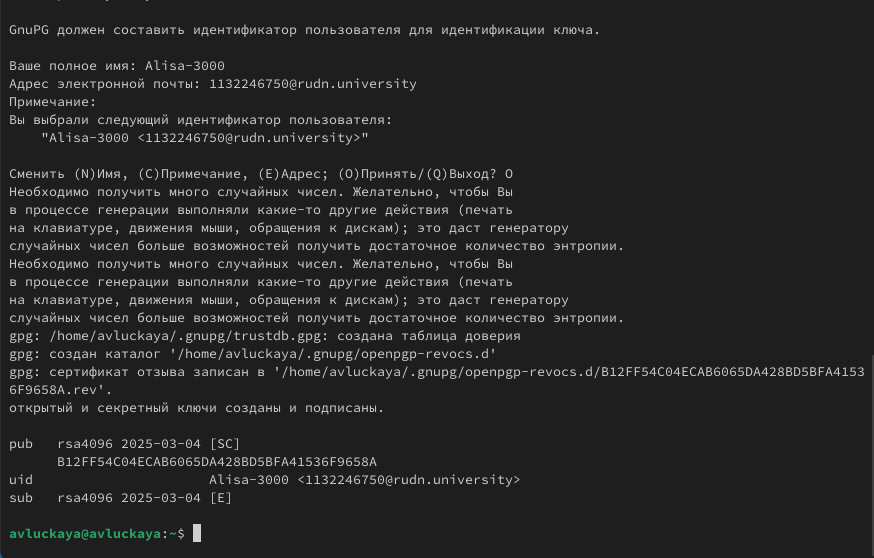 GnuPG должен составить идентификатор пользователя для идентификации ключа.
Ваше полное имя: Alisa-3000
Адрес электронной почты: 1132246750@rudn.university
Примечание:
Вы выбрали следующий идентификатор пользователя:
"Alisa-3000 <1132246750@rudn.university>"
Сменить (N)Имя, (C)Примечание, (E)Адрес; (O)Принять/(Q)Выход? O
Необходимо получить много случайных чисел. Желательно, чтобы Вы
в процессе генерации выполняли какие-то другие действия (печать
на клавиатуре, движения мыши, обращения к дискам); это даст генератору
случайных чисел больше возможностей получить достаточное количество энтропии.
Необходимо получить много случайных чисел. Желательно, чтобы Вы
в процессе генерации выполняли какие-то другие действия (печать
на клавиатуре, движения мыши, обращения к дискам); это даст генератору
случайных чисел больше возможностей получить достаточное количество энтропии.
gpg: /home/avluckaya/.gnupg/trustdb.gpg: создана таблица доверия
gpg: создан каталог '/home/avluckaya/.gnupg/openpgp-revocs.d'
gpg: сертификат отзыва записан в '/home/avluckaya/.gnupg/openpgp-revocs.d/B12FF54C04ECAB6065DA428BD5BFA4153
6F9658A.rev'.
открытый и секретный ключи созданы и подписаны.
pub   rsa4096 2025-03-04 [SC]
B12FF54C04ECAB6065DA428BD5BFA41536F9658A
uid                      Alisa-3000 <1132246750@rudn.university>
sub   rsa4096 2025-03-04 [E]
avluckaya@avluckaya:~$